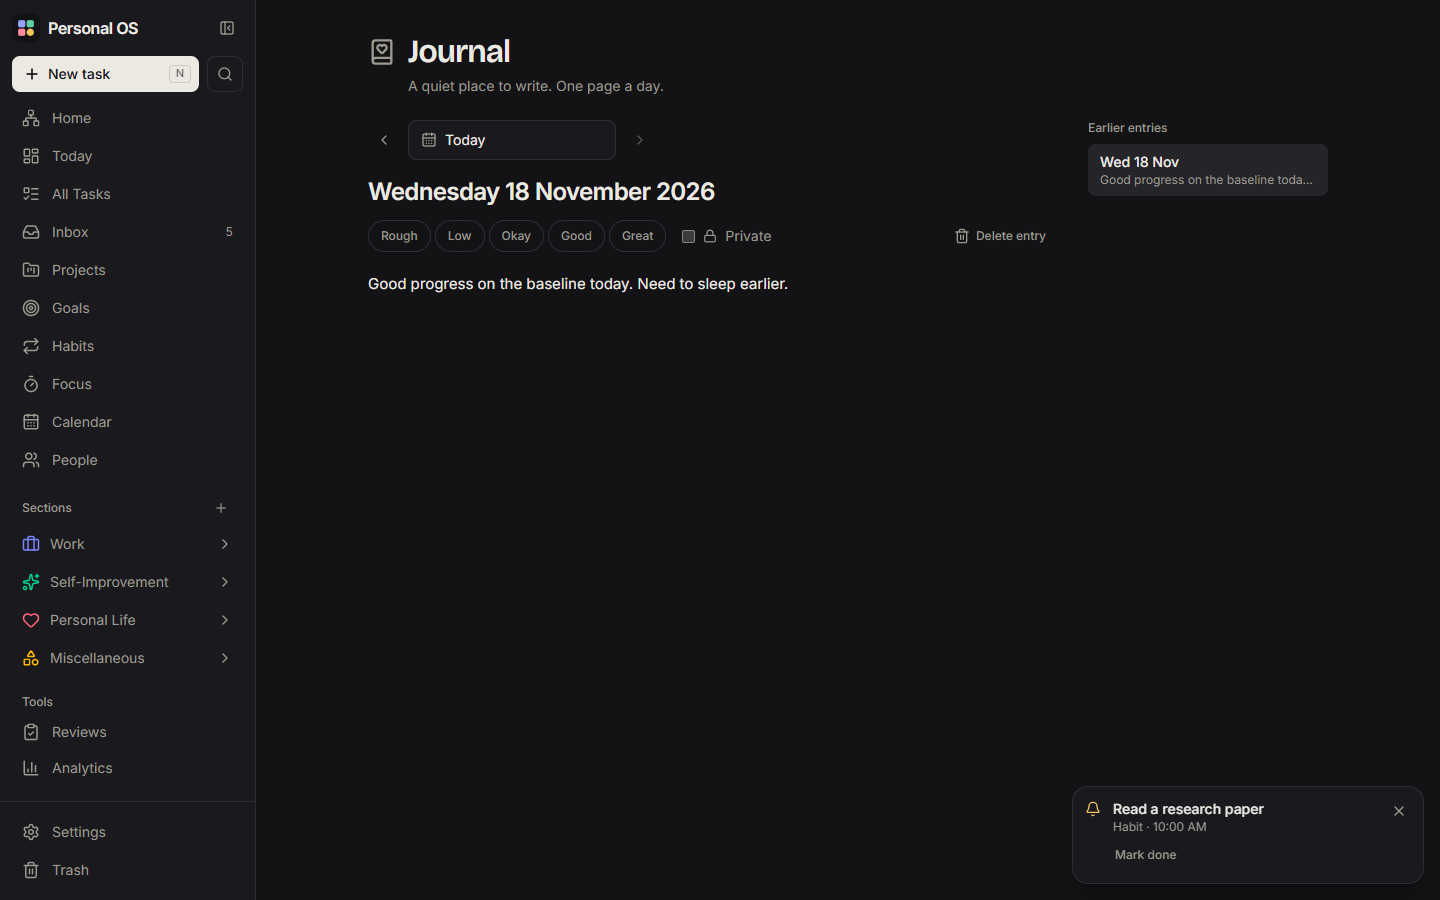 Personal OS
New task N
Home
Today
All Tasks
Inbox 5
Projects
Goals
Habits
Focus
Calendar
People
Sections
Work
Self-Improvement
Personal Life
Miscellaneous
Tools
Reviews
Analytics
Settings
Trash
Journal
A quiet place to write. One page a day.
Today
Wednesday 18 November 2026
Rough Low Okay Good Great Private Delete entry
Good progress on the baseline today. Need to sleep earlier.
Earlier entries
Wed 18 Nov
Good progress on the baseline toda...
Read a research paper
Habit · 10:00 AM
Mark done